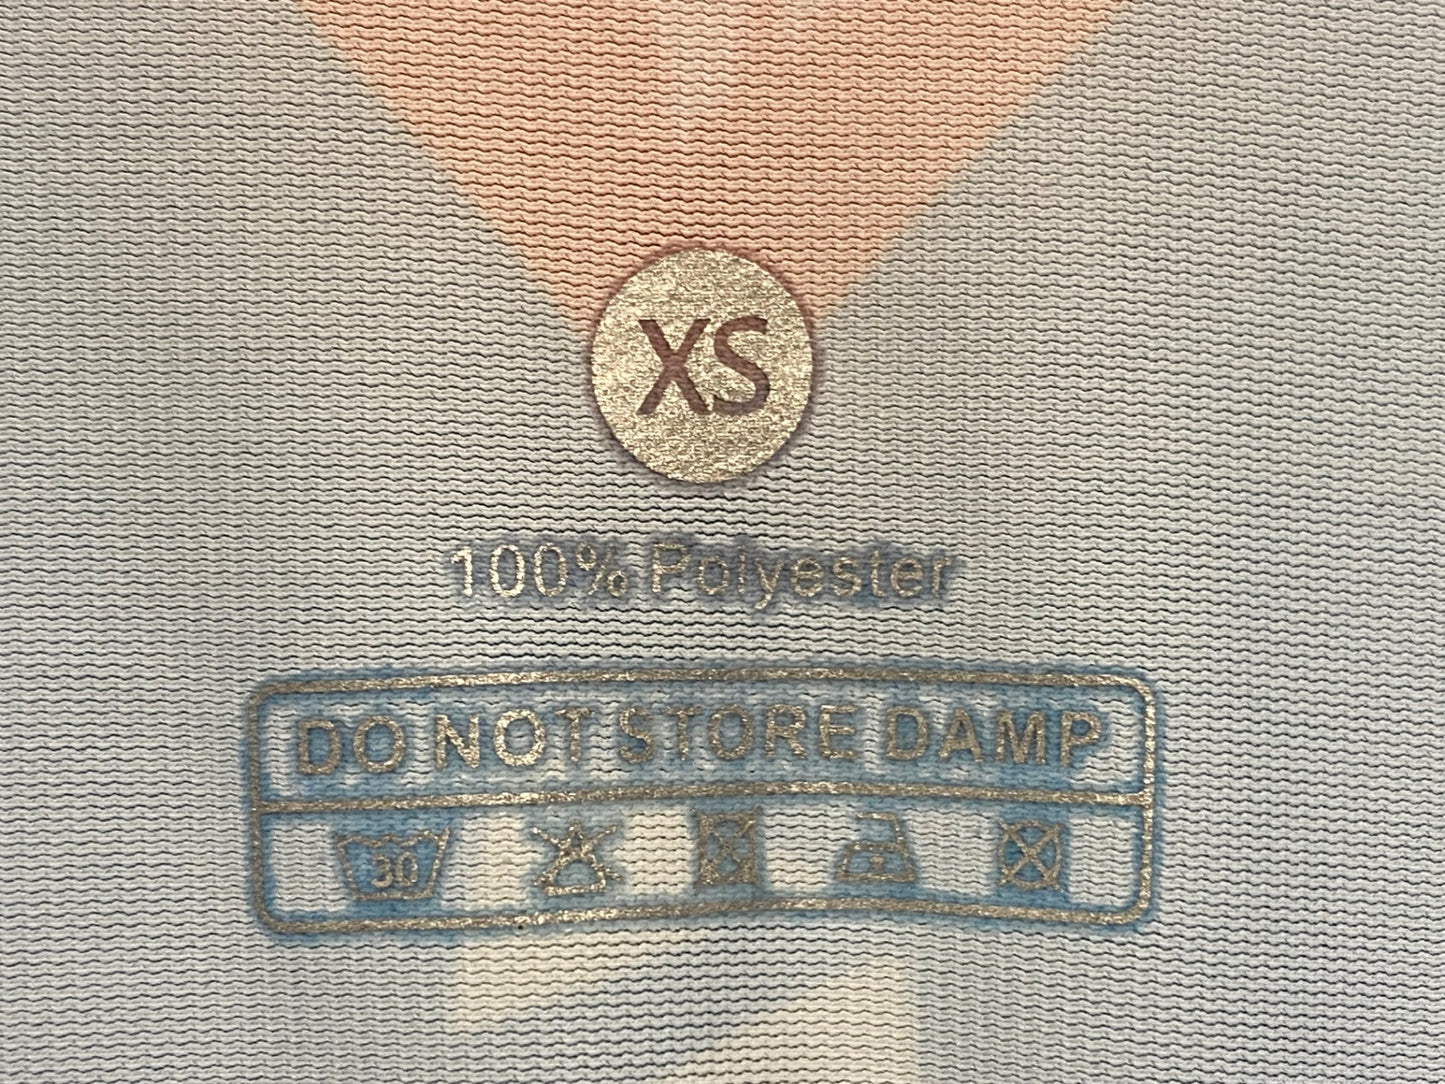 XS
100% Polyester
DO NOT STORE DAMP
30